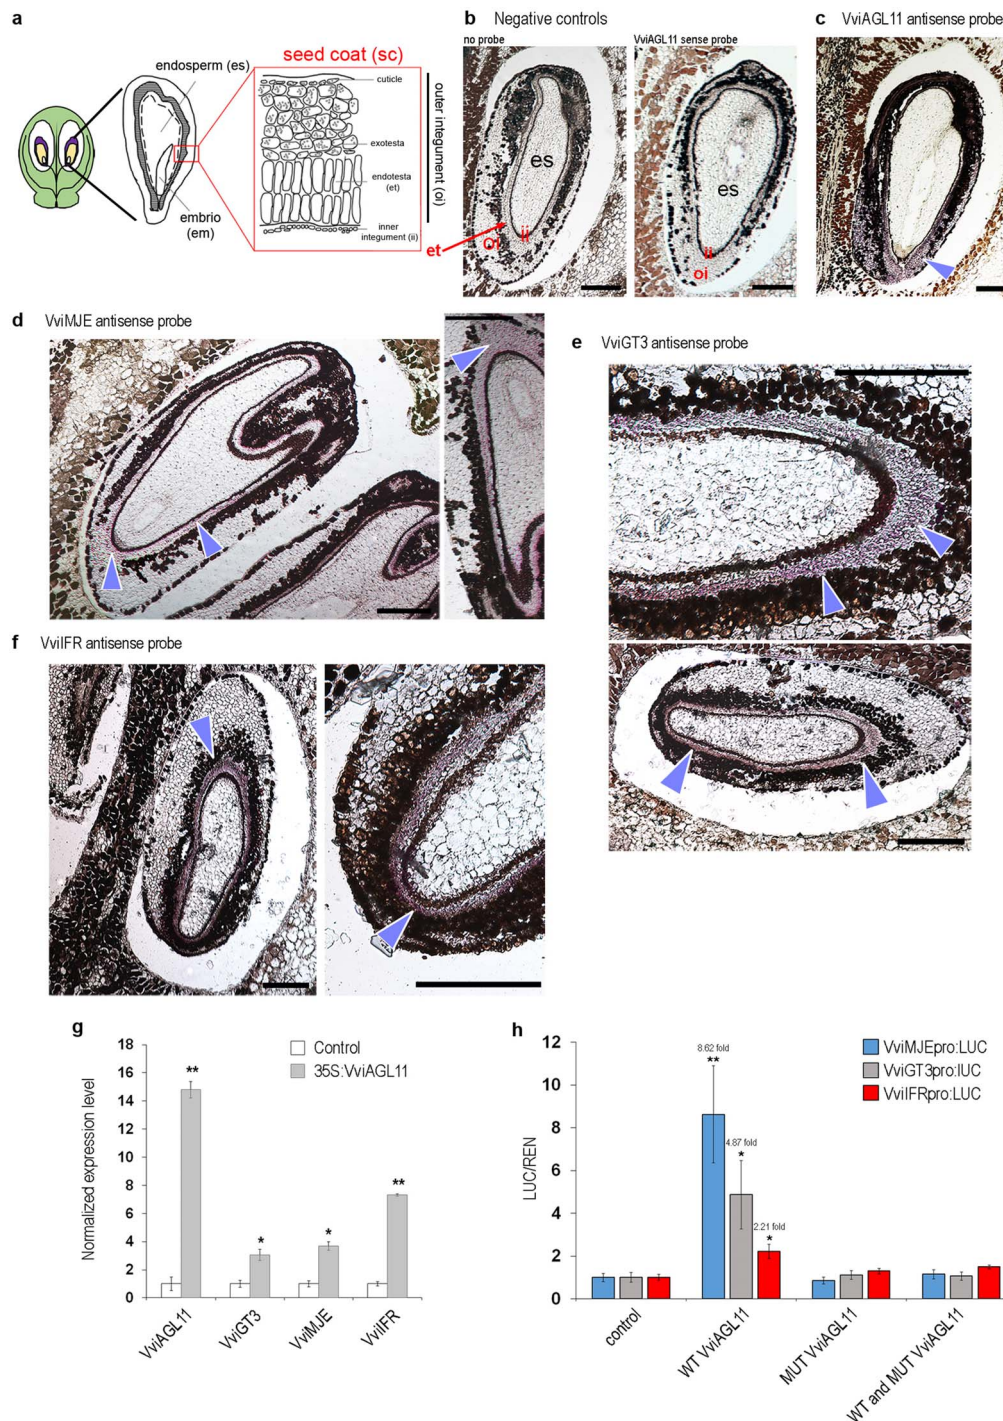 a
endosperm (es)
embrio
(em)
seed coat (sc)
cuticle
exotesta
endotesta
(et)
inner
integument (ii)
outer integument (oi)
b Negative controls
no probe
VviAGL11 sense probe
es
et
Oi
ii
es
ii
oi
c VviAGL11 antisense probe
d VviMJE antisense probe
e VviGT3 antisense probe
f VviIFR antisense probe
g
Control
35S:VviAGL11
Normalized expression level
18
16
14
12
10
8
6
4
2
0
**
*
*
**
VviAGL11
VviGT3
VviMJE
VviIFR
h
VviMJEpro:LUC
VviGT3pro:lUC
VviIFRpro:LUC
LUC/REN
12
10
8
6
4
2
0
8.62 fold
**
4.87 fold
*
2.21 fold
*
control
WT VviAGL11
MUT VviAGL11
WT and MUT VviAGL11